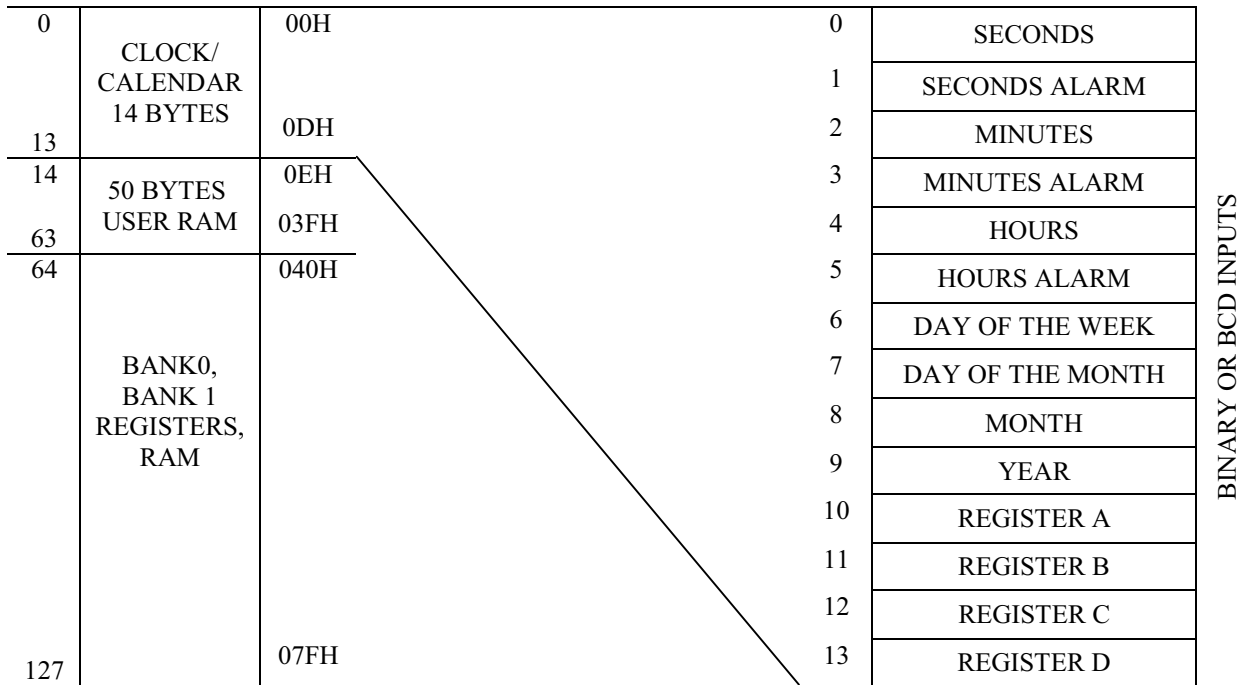 0
CLOCK/
CALENDAR
14 BYTES
00H
13
0DH
14
50 BYTES
USER RAM
0EH
63
03FH
64
040H
BANK0,
BANK 1
REGISTERS,
RAM
127
07FH
0 SECONDS
1 SECONDS ALARM
2 MINUTES
3 MINUTES ALARM
4 HOURS
5 HOURS ALARM
6 DAY OF THE WEEK
7 DAY OF THE MONTH
8 MONTH
9 YEAR
10 REGISTER A
11 REGISTER B
12 REGISTER C
13 REGISTER D
BINARY OR BCD INPUTS